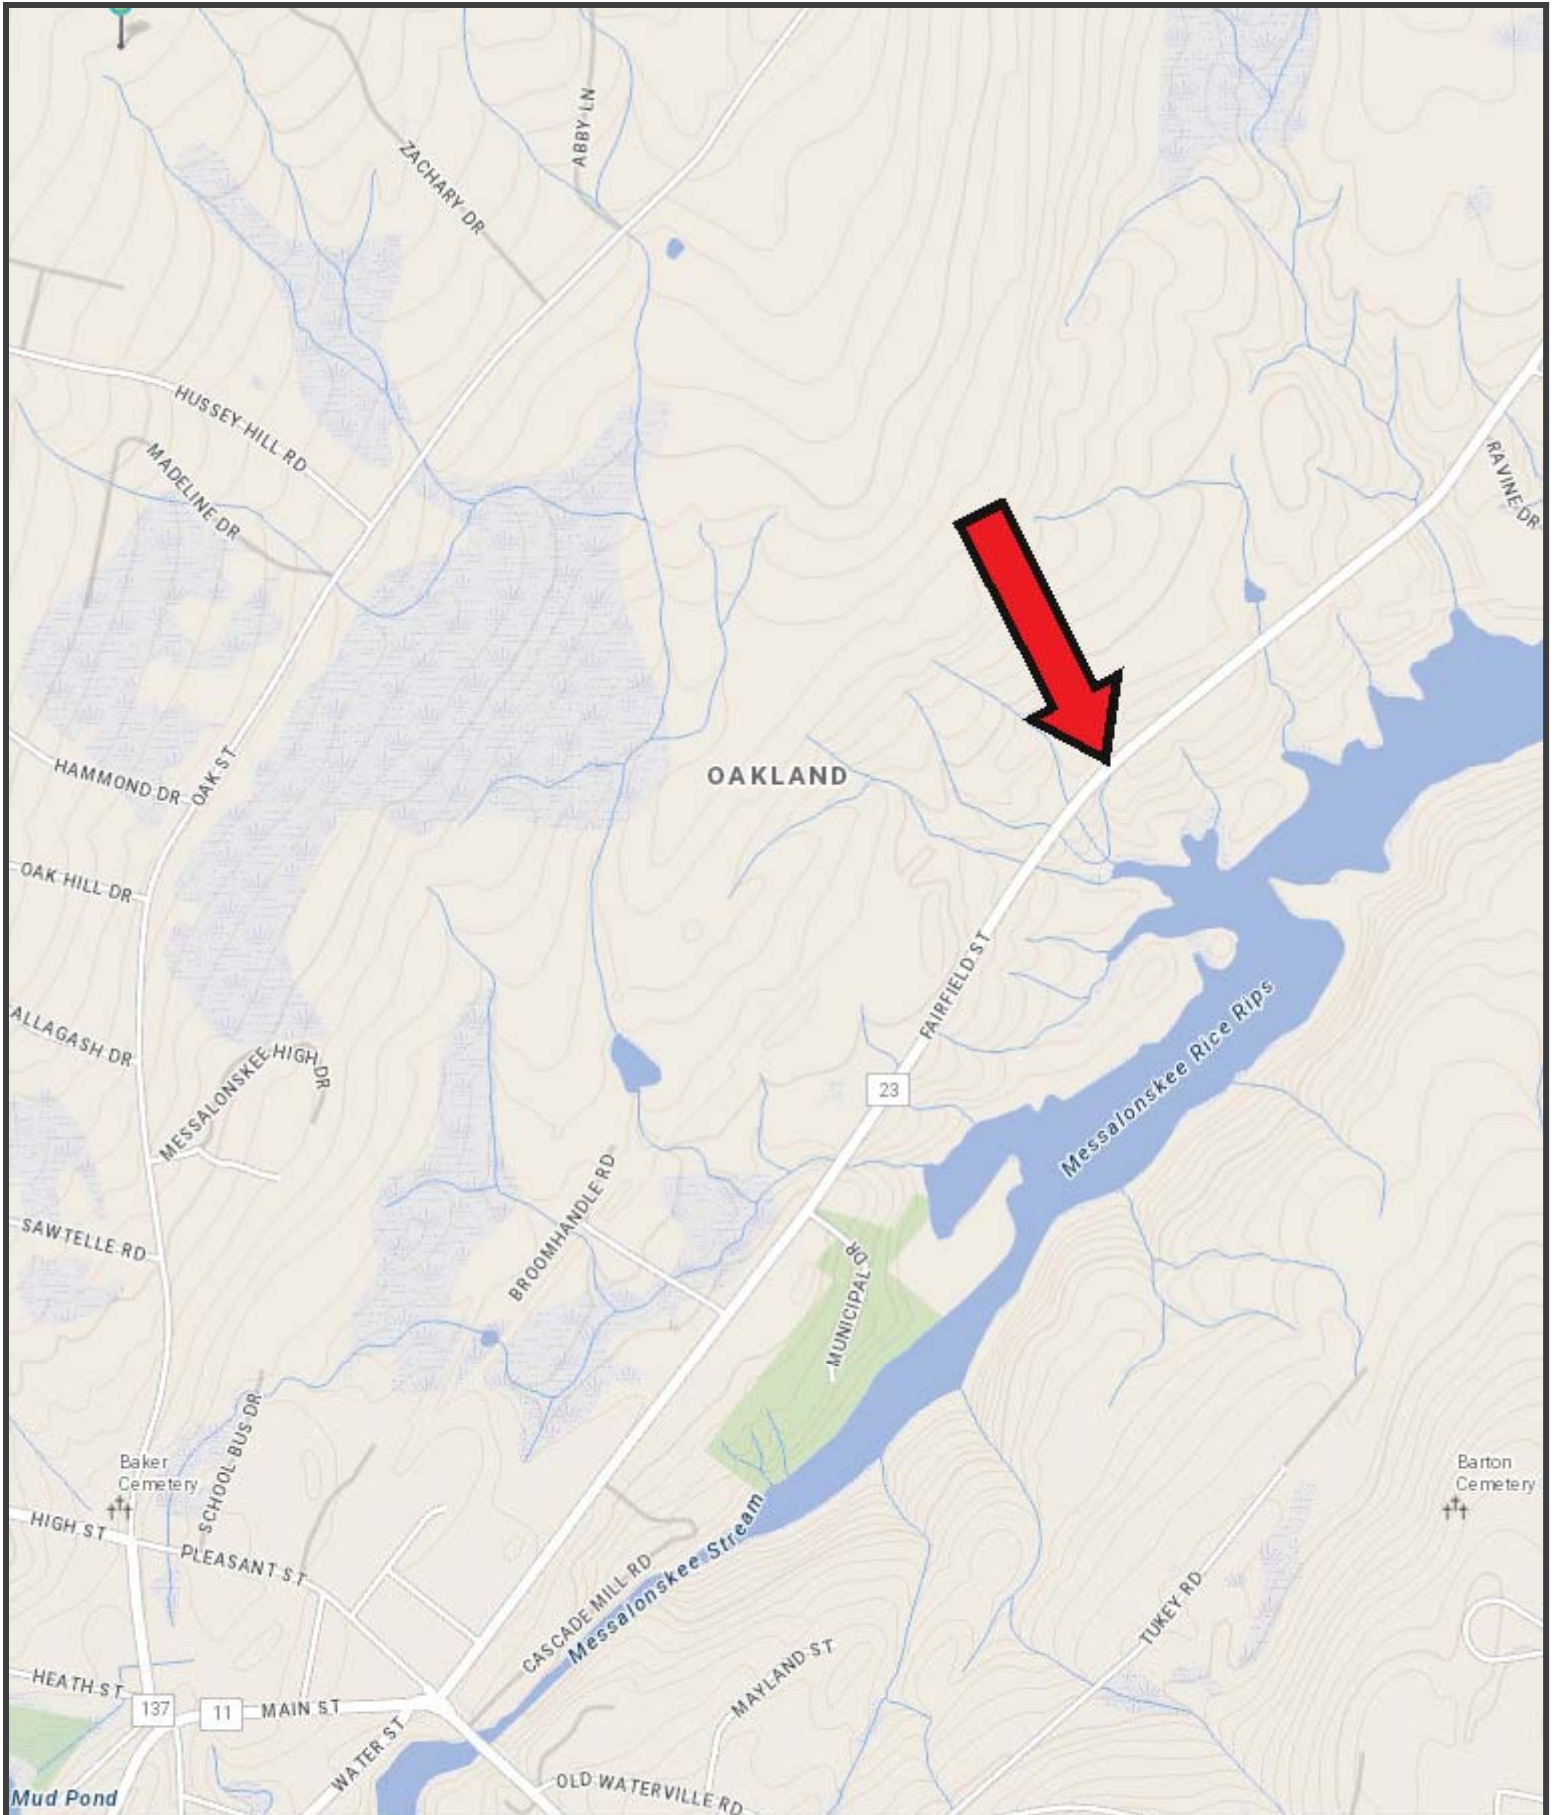 ABBY LN
ZACHARY DR
HUSSEY HILL RD
MADELINE DR
RAVINE DR
HAMMOND DR
OAK ST
OAKLAND
OAK HILL DR
FAIRFIELD ST
Messalonskee Rice Rips
ALLAGASH DR
MESSALONSKEE HIGH DR
23
BROOMHANDLE RD
SAWTELLE RD
MUNICIPAL DR
SCHOOL BUS DR
Baker
Cemetery
Barton
Cemetery
HIGH ST
PLEASANT ST
CASCADE MILL RD
Messalonskee Stream
TUKEY RD
HEATH ST
137
11
MAIN ST
MAYLAND ST
WATER ST
OLD WATERVILLE RD
Mud Pond